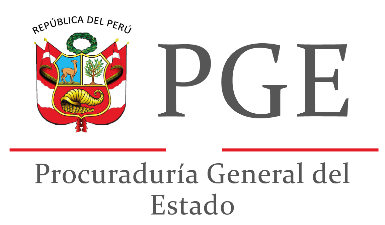 REPÚBLICA DEL PERÚ
PGE
Procuraduría General del
Estado